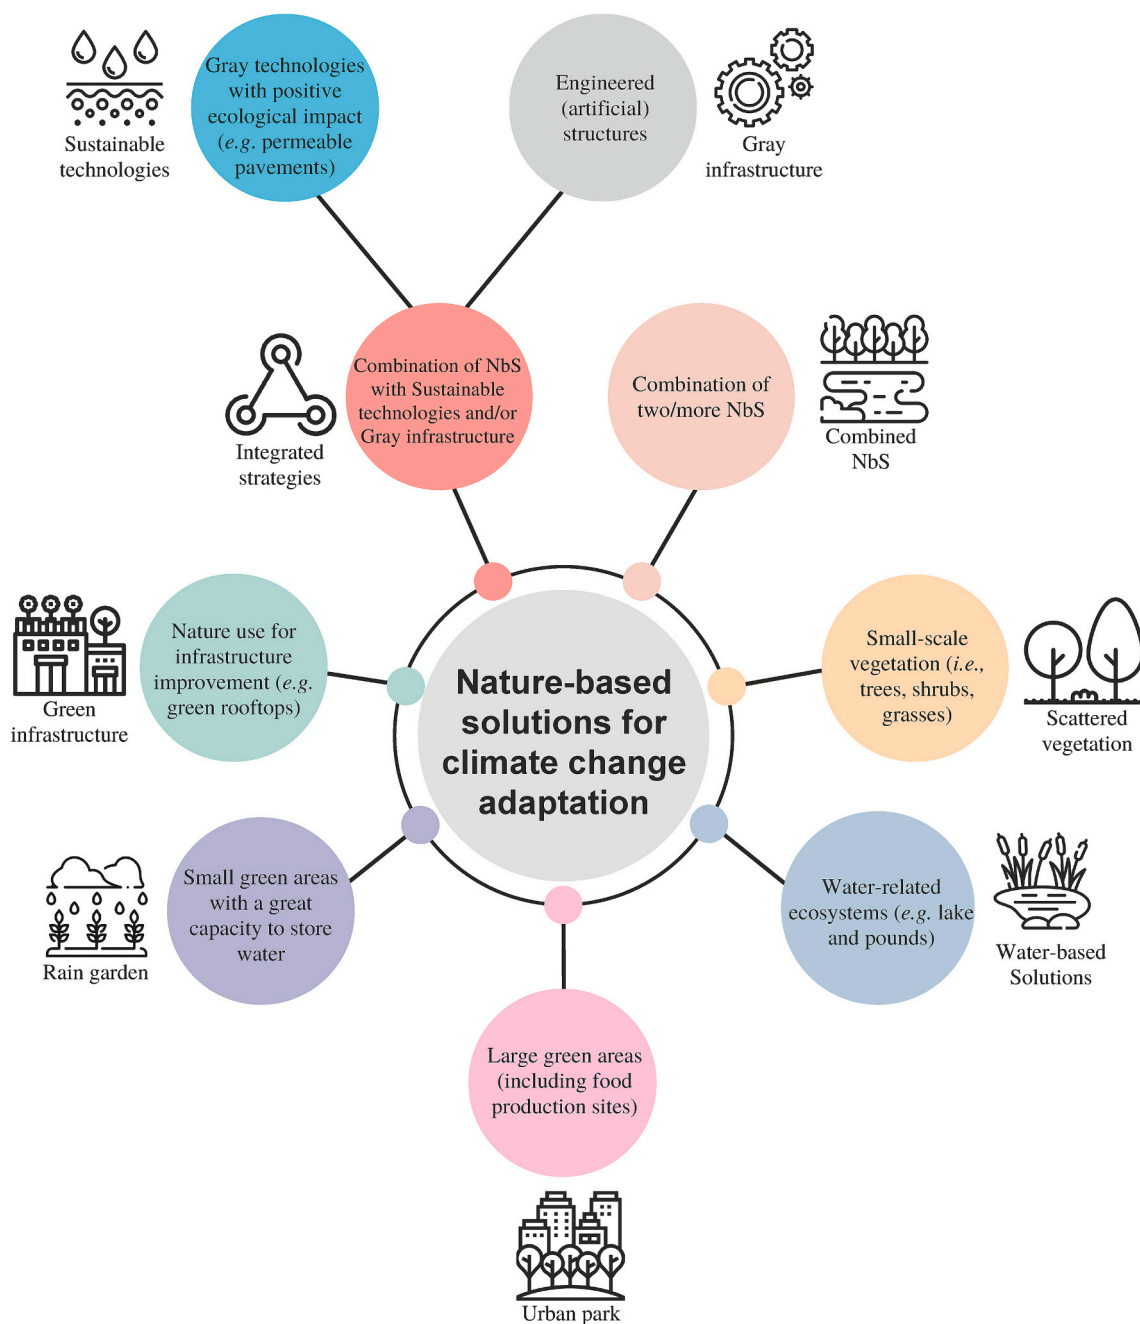 Sustainable
technologies
Gray technologies
with positive
ecological impact
(e.g. permeable
pavements)
Engineered
(artificial)
structures
Gray
infrastructure
Integrated
strategies
Combination of NbS
with Sustainable
technologies and/or
Gray infrastructure
Combination of
two/more NbS
Combined
NbS
Green
infrastructure
Nature use for
infrastructure
improvement (e.g.
green rooftops)
Nature-based
solutions for
climate change
adaptation
Small-scale
vegetation (i.e.,
trees, shrubs,
grasses)
Scattered
vegetation
Rain garden
Small green areas
with a great
capacity to store
water
Water-related
ecosystems (e.g. lake
and pounds)
Water-based
Solutions
Large green areas
(including food
production sites)
Urban park